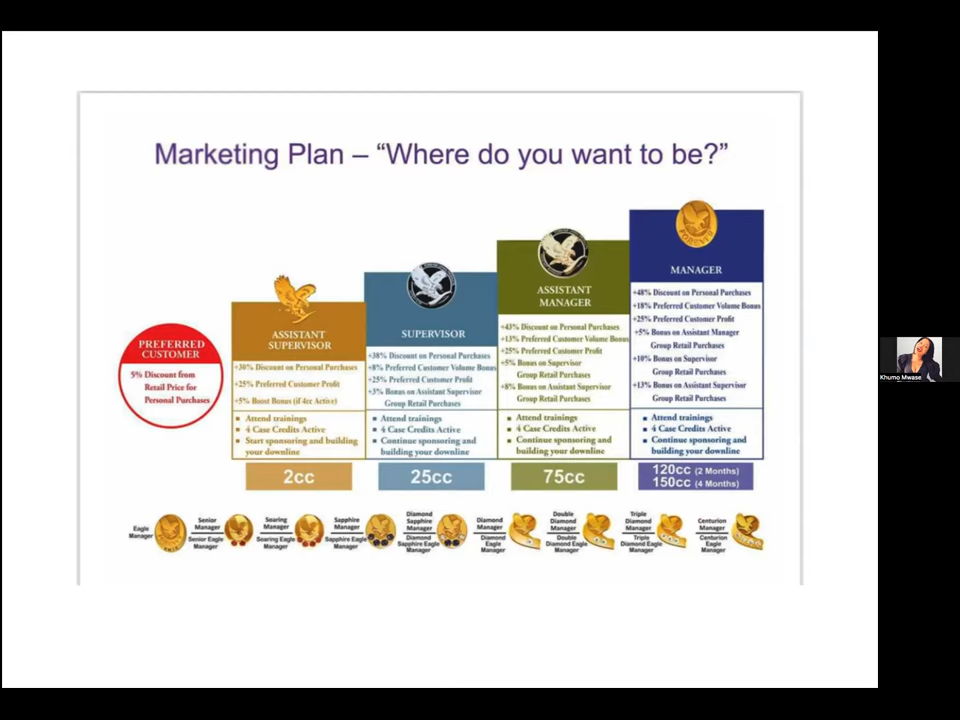 Marketing Plan – “Where do you want to be?”
PREFERRED
CUSTOMER
5% Discount from
Retail Price for
Personal Purchases
ASSISTANT
SUPERVISOR
+30% Discount on Personal Purchases
+25% Preferred Customer Profit
+5% Boost Bonus (if 4cc Active)
Attend trainings
4 Case Credits Active
Start sponsoring and building
your downline
2cc
SUPERVISOR
+38% Discount on Personal Purchases
+8% Preferred Customer Volume Bonus
+25% Preferred Customer Profit
+3% Bonus on Assistant Supervisor
Group Retail Purchases
Attend trainings
4 Case Credits Active
Continue sponsoring and
building your downline
25cc
ASSISTANT
MANAGER
+43% Discount on Personal Purchases
+13% Preferred Customer Volume Bonus
+25% Preferred Customer Profit
+5% Bonus on Supervisor
Group Retail Purchases
+8% Bonus on Assistant Supervisor
Group Retail Purchases
Attend trainings
4 Case Credits Active
Continue sponsoring and
building your downline
75cc
FOREVER
MANAGER
+48% Discount on Personal Purchases
+18% Preferred Customer Volume Bonus
+25% Preferred Customer Profit
+5% Bonus on Assistant Manager
Group Retail Purchases
+10% Bonus on Supervisor
Group Retail Purchases
+13% Bonus on Assistant Supervisor
Group Retail Purchases
Attend trainings
4 Case Credits Active
Continue sponsoring and
building your downline
120cc (2 Months)
150cc (4 Months)
Eagle
Manager
Senior
Manager
Senior Eagle
Manager
Soaring
Manager
Soaring Eagle
Manager
Sapphire
Manager
Sapphire Eagle
Manager
Diamond
Sapphire
Manager
Diamond
Sapphire Eagle
Manager
Diamond
Manager
Diamond
Eagle
Manager
Double
Diamond
Manager
Double
Diamond Eagle
Manager
Triple
Diamond
Manager
Triple
Diamond Eagle
Manager
Centurion
Manager
Centurion
Eagle
Manager
Khumo Mwase